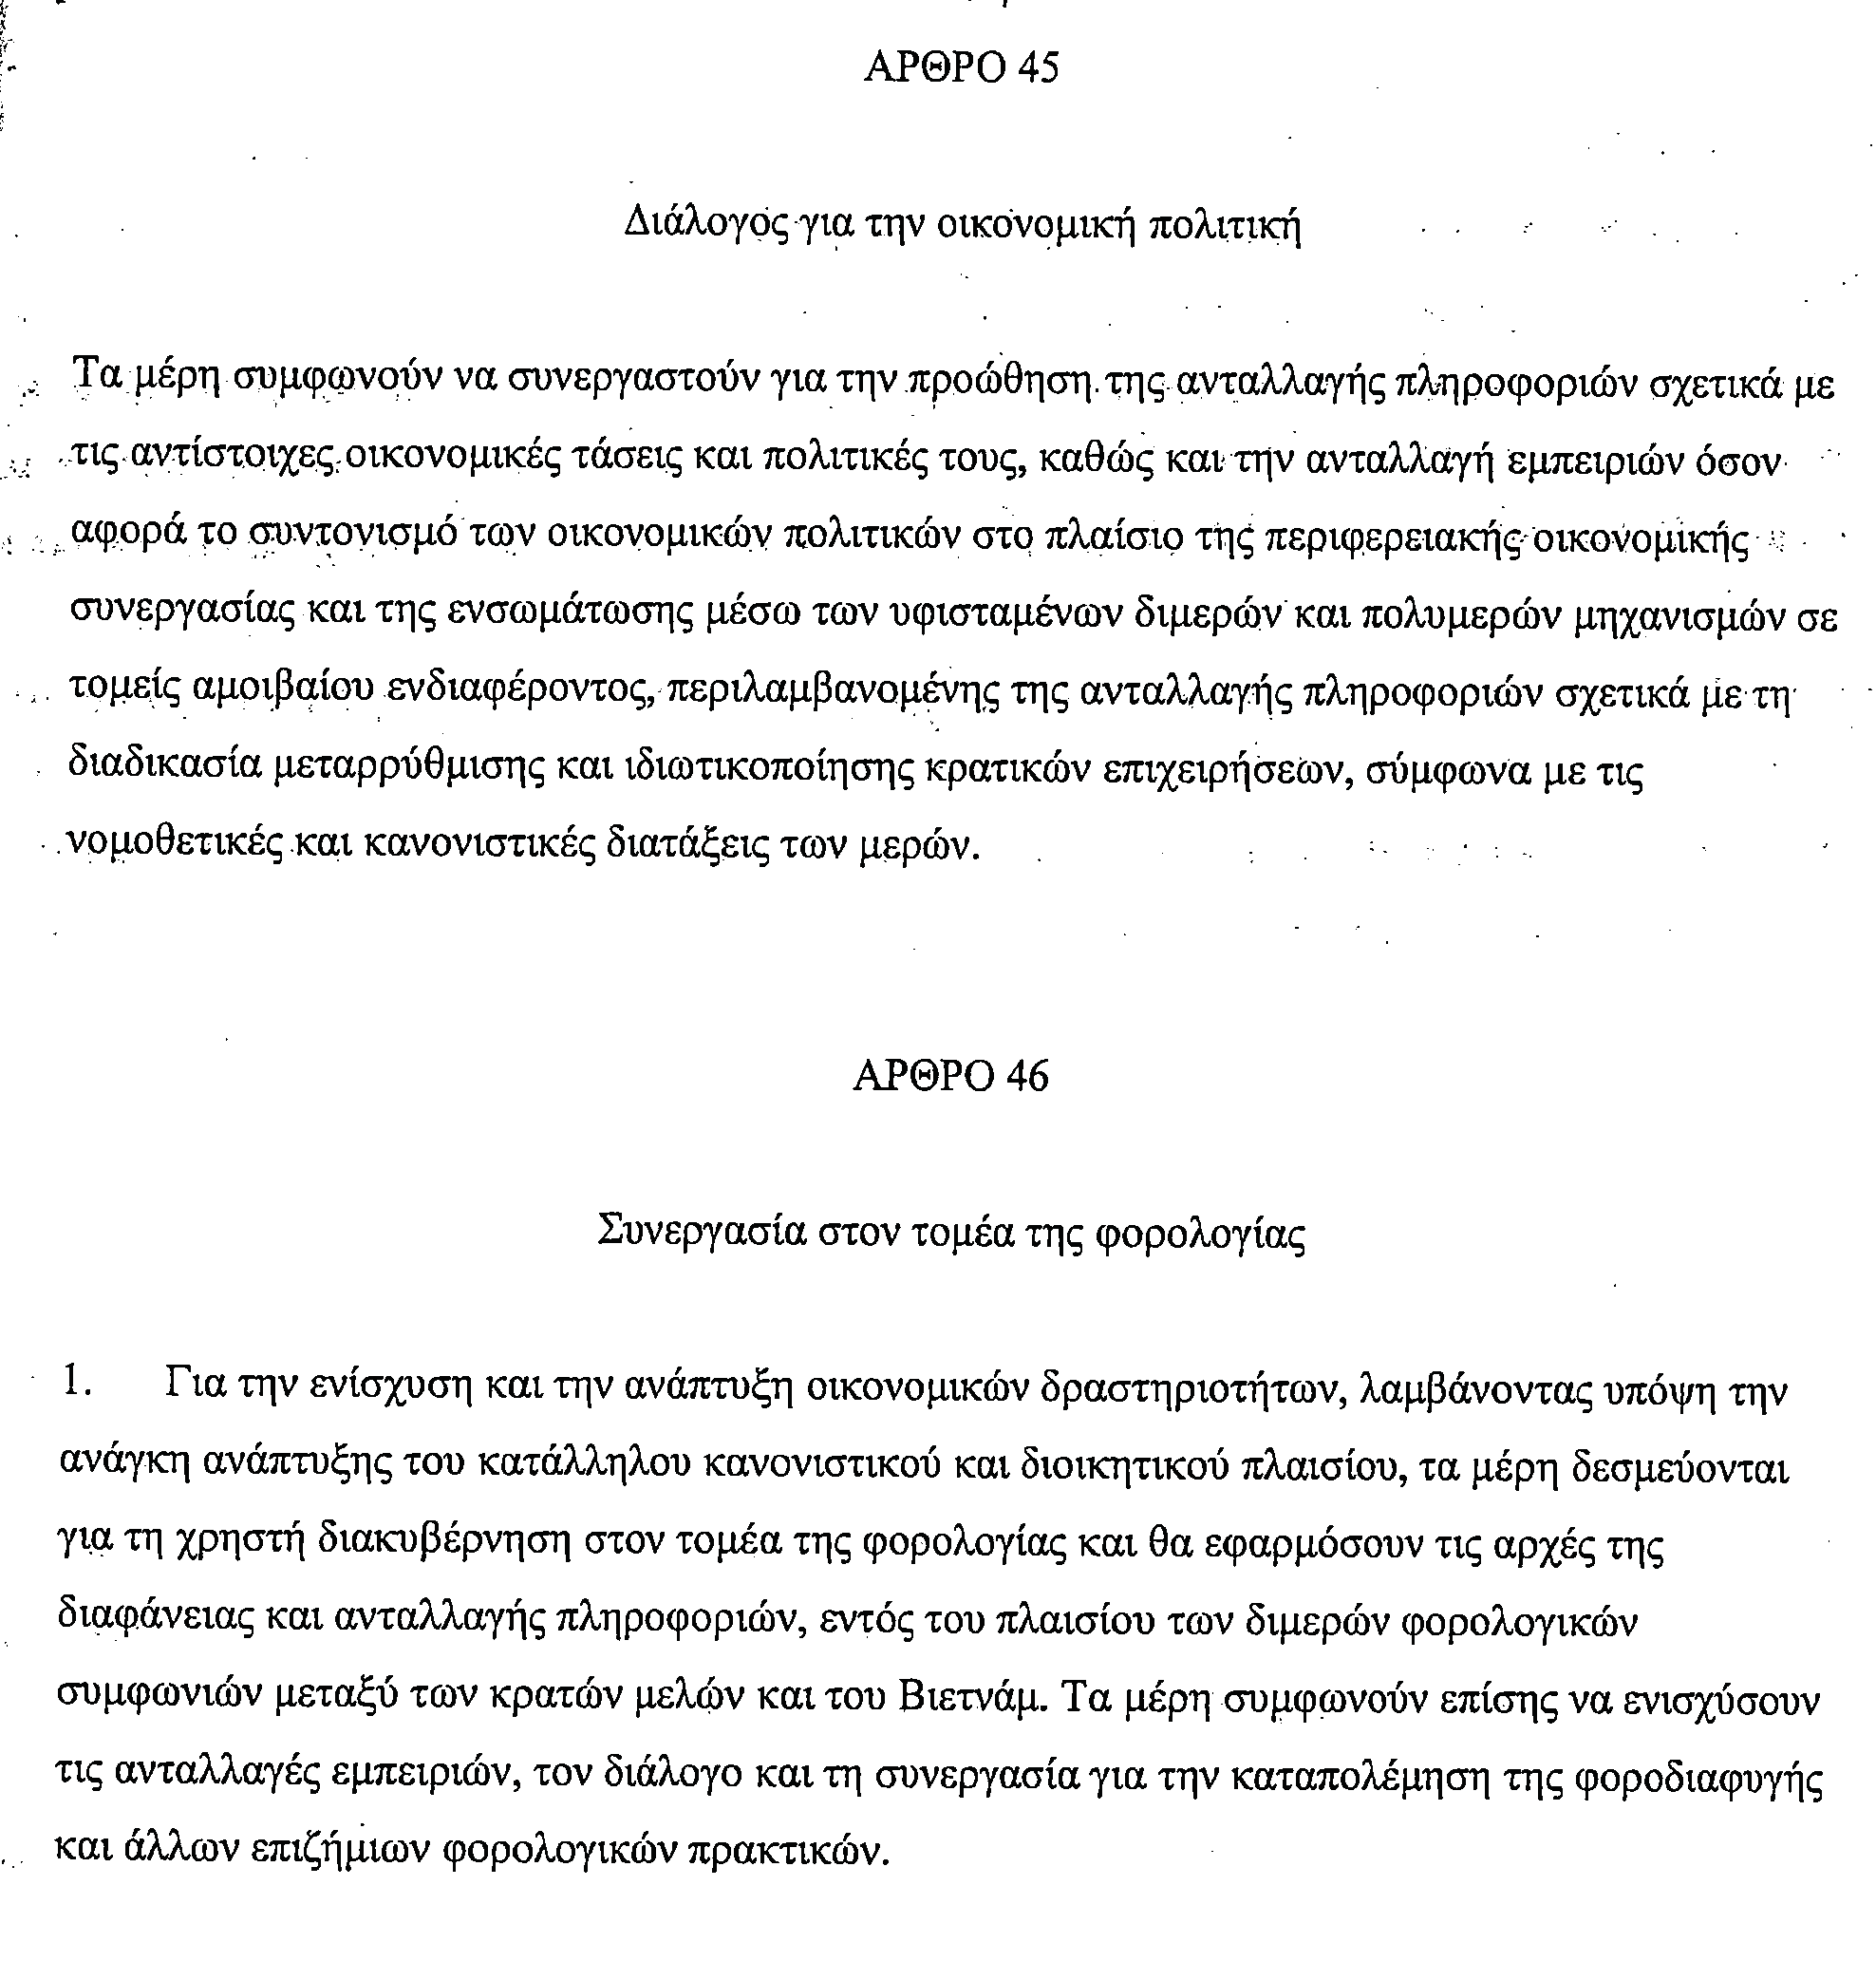 ΑΡΘΡΟ 45
Διάλογος για την οικονομική πολιτική
Τα μέρη συμφωνούν να συνεργαστούν για την προώθηση της ανταλλαγής πληροφοριών σχετικά με
τις αντίστοιχες οικονομικές τάσεις και πολιτικές τους, καθώς και την ανταλλαγή εμπειριών όσον
αφορά το συντονισμό των οικονομικών πολιτικών στο πλαίσιο της περιφερειακής οικονομικής
συνεργασίας και της ενσωμάτωσης μέσω των υφισταμένων διμερών και πολυμερών μηχανισμών σε
τομείς αμοιβαίου ενδιαφέροντος, περιλαμβανομένης της ανταλλαγής πληροφοριών σχετικά με τη
διαδικασία μεταρρύθμισης και ιδιωτικοποίησης κρατικών επιχειρήσεων, σύμφωνα με τις
νομοθετικές και κανονιστικές διατάξεις των μερών.
ΑΡΘΡΟ 46
Συνεργασία στον τομέα της φορολογίας
1. Για την ενίσχυση και την ανάπτυξη οικονομικών δραστηριοτήτων, λαμβάνοντας υπόψη την
ανάγκη ανάπτυξης του κατάλληλου κανονιστικού και διοικητικού πλαισίου, τα μέρη δεσμεύονται
για τη χρηστή διακυβέρνηση στον τομέα της φορολογίας και θα εφαρμόσουν τις αρχές της
διαφάνειας και ανταλλαγής πληροφοριών, εντός του πλαισίου των διμερών φορολογικών
συμφωνιών μεταξύ των κρατών μελών και του Βιετνάμ. Τα μέρη συμφωνούν επίσης να ενισχύσουν
τις ανταλλαγές εμπειριών, τον διάλογο και τη συνεργασία για την καταπολέμηση της φοροδιαφυγής
και άλλων επιζήμιων φορολογικών πρακτικών.